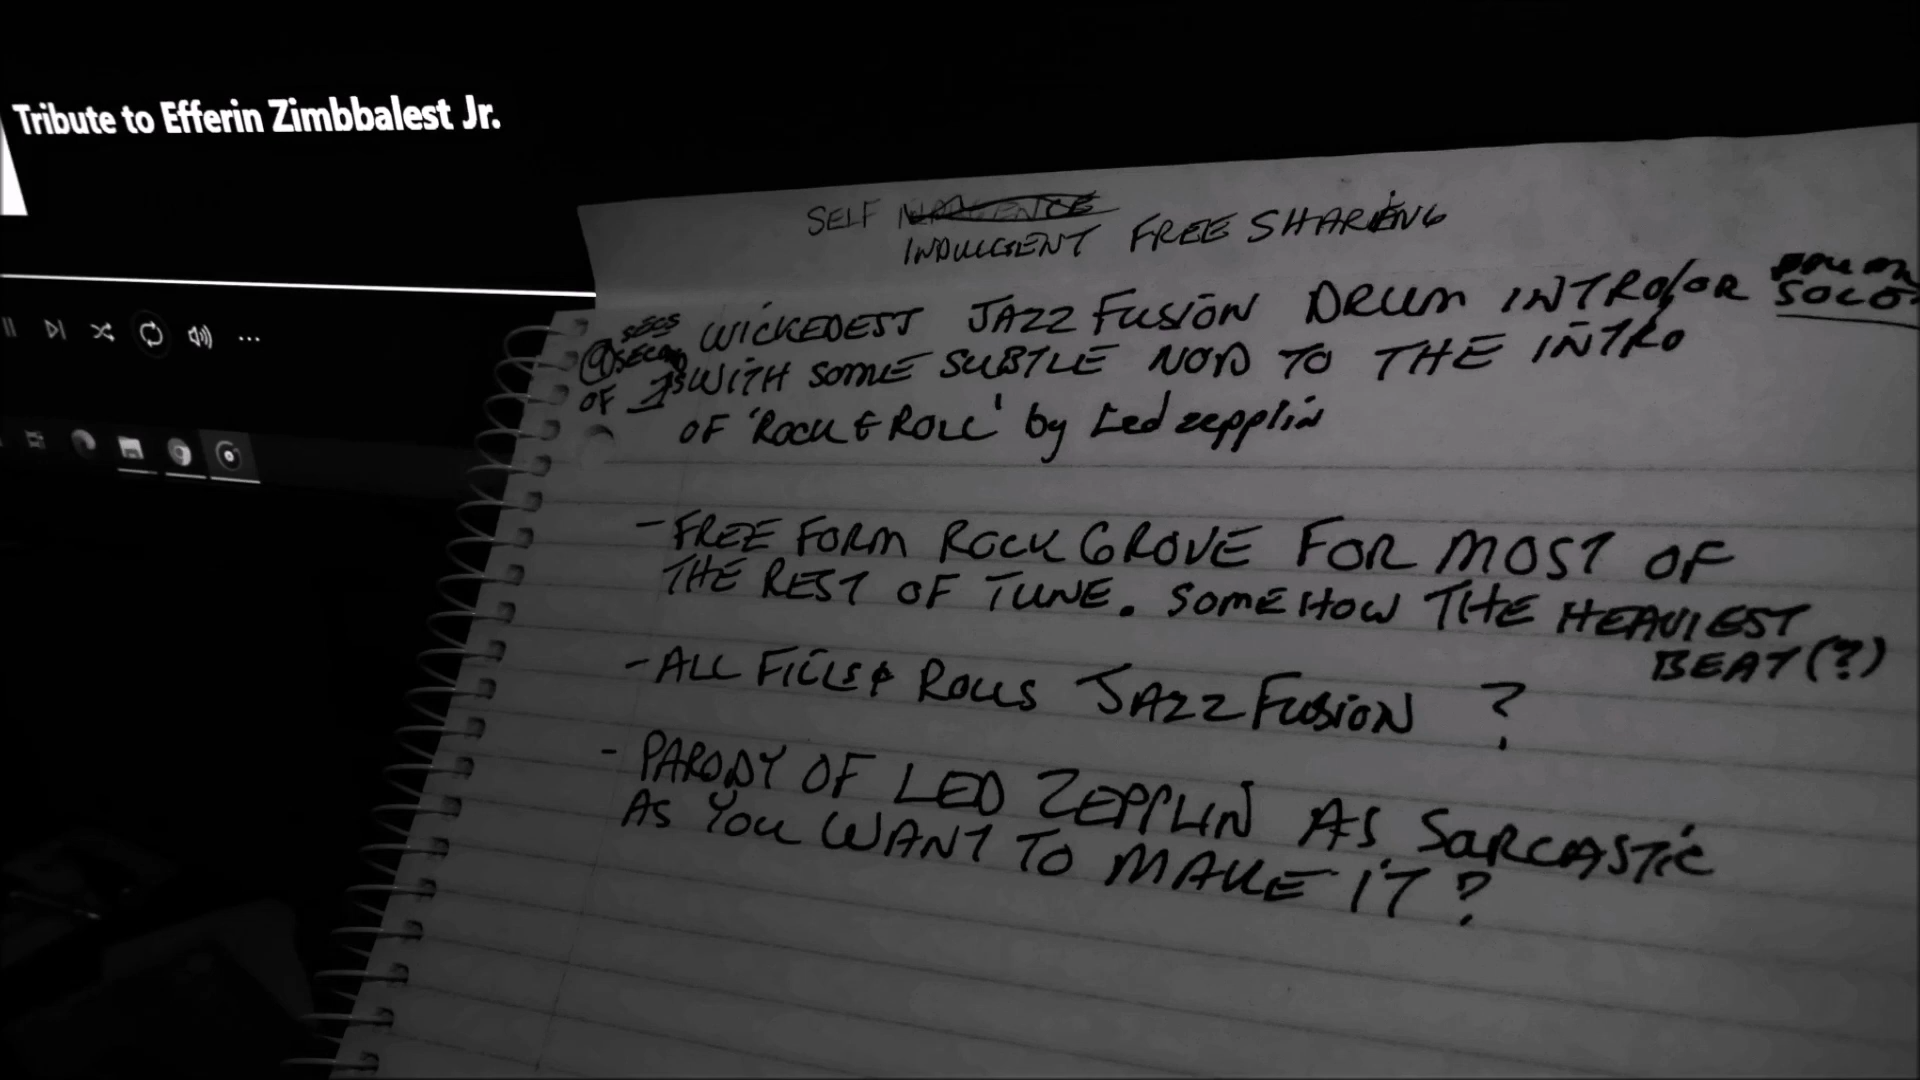 Tribute to Efferin Zimbbalest Jr.
SELF
INDULGENT FREE SHARING
SECS WICKEDEST JAZZ FUSION DRUM INTRO/OR
SOLO
OF WITH SOME SUBTLE NOD TO THE INTRO
OF 'ROCK & ROLL' by Led zepplin
- FREE FORM ROCK GROVE FOR MOST OF
THE REST OF TUNE. SOMEHOW THE HEAVIEST
BEAT(?)
- ALL FILLS & ROLLS JAZZ FUSION ?
- PARODY OF LED ZEPPLIN AS SARCASTIC
AS YOU WANT TO MAKE IT?